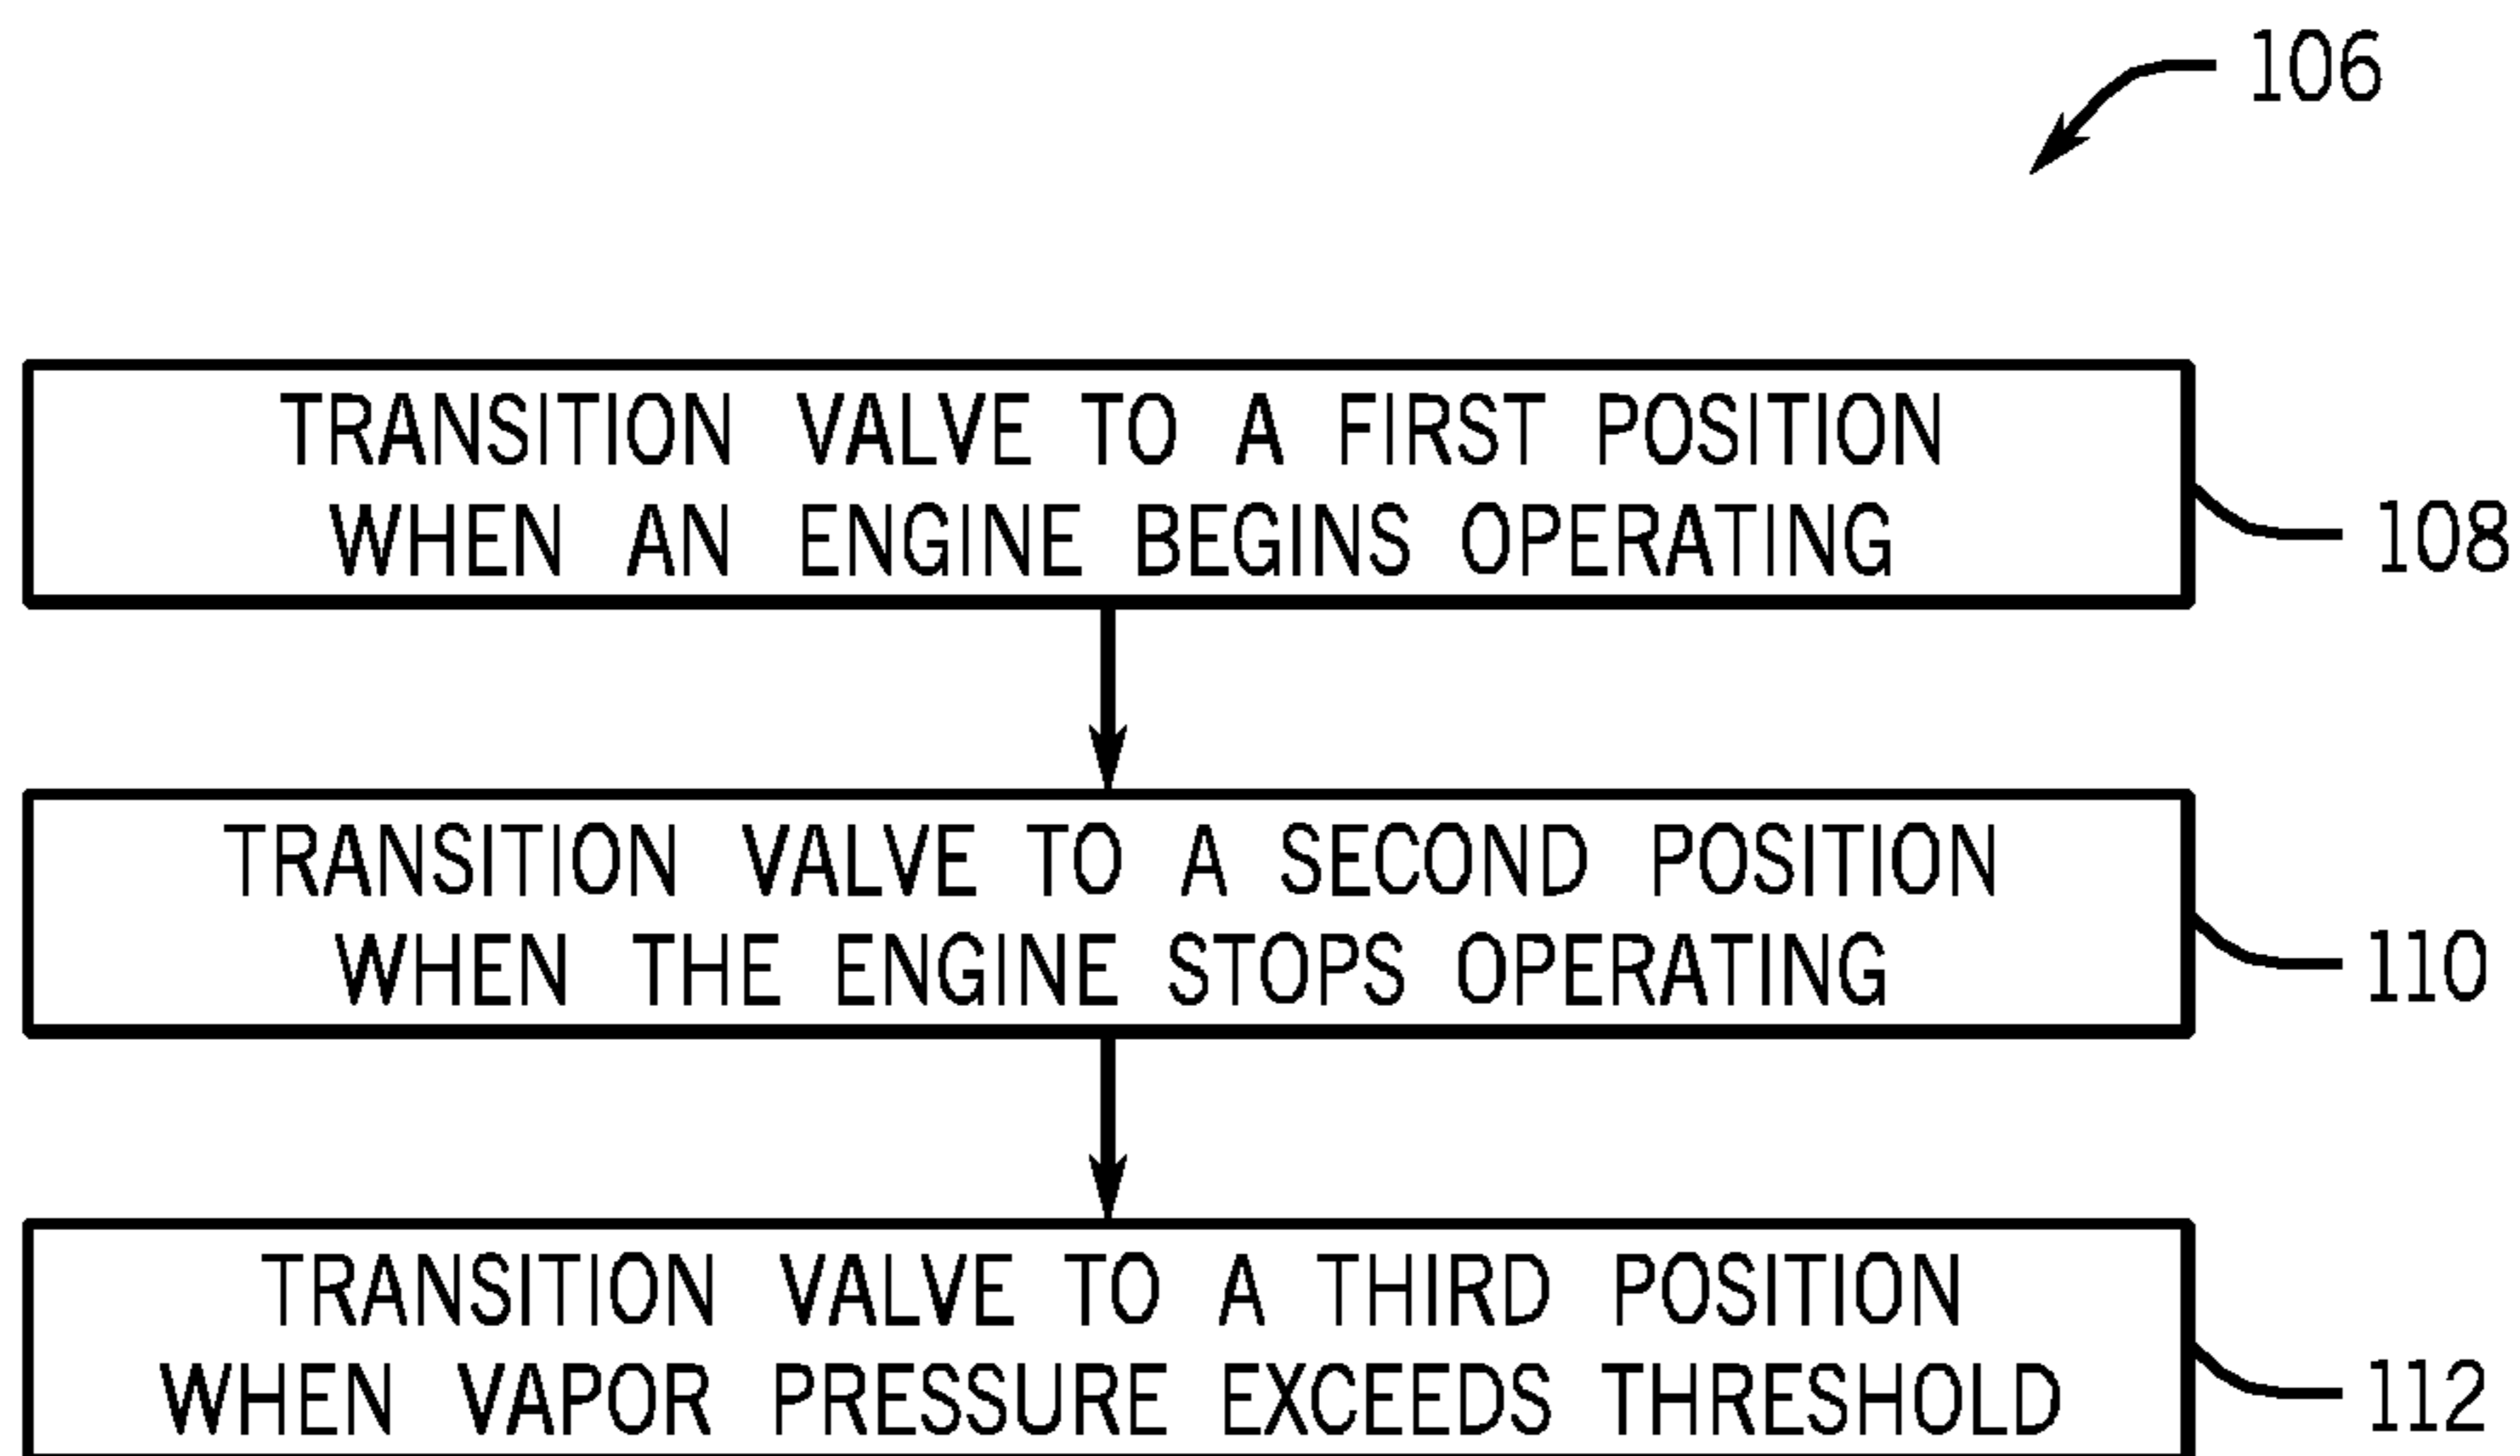 106
TRANSITION VALVE TO A FIRST POSITION
WHEN AN ENGINE BEGINS OPERATING
108
TRANSITION VALVE TO A SECOND POSITION
WHEN THE ENGINE STOPS OPERATING
110
TRANSITION VALVE TO A THIRD POSITION
WHEN VAPOR PRESSURE EXCEEDS THRESHOLD
112